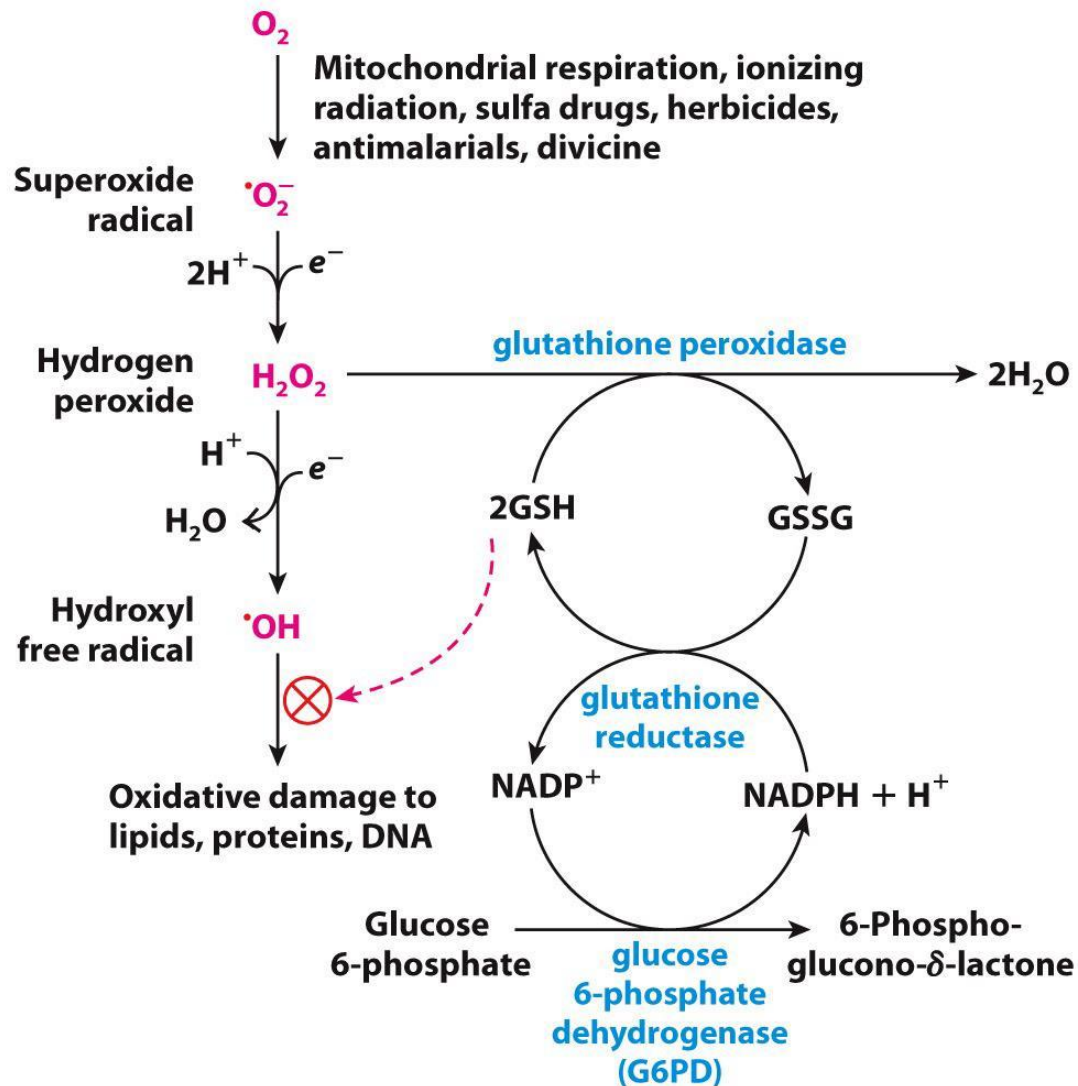 O₂
Mitochondrial respiration, ionizing
radiation, sulfa drugs, herbicides,
antimalarials, divicine
Superoxide
radical
•O₂⁻
2H⁺
e⁻
Hydrogen
peroxide
H₂O₂
glutathione peroxidase
2H₂O
H⁺
e⁻
H₂O
2GSH
GSSG
Hydroxyl
free radical
•OH
glutathione
reductase
NADP⁺
NADPH + H⁺
Oxidative damage to
lipids, proteins, DNA
Glucose
6-phosphate
6-Phospho-
glucono-δ-lactone
glucose
6-phosphate
dehydrogenase
(G6PD)